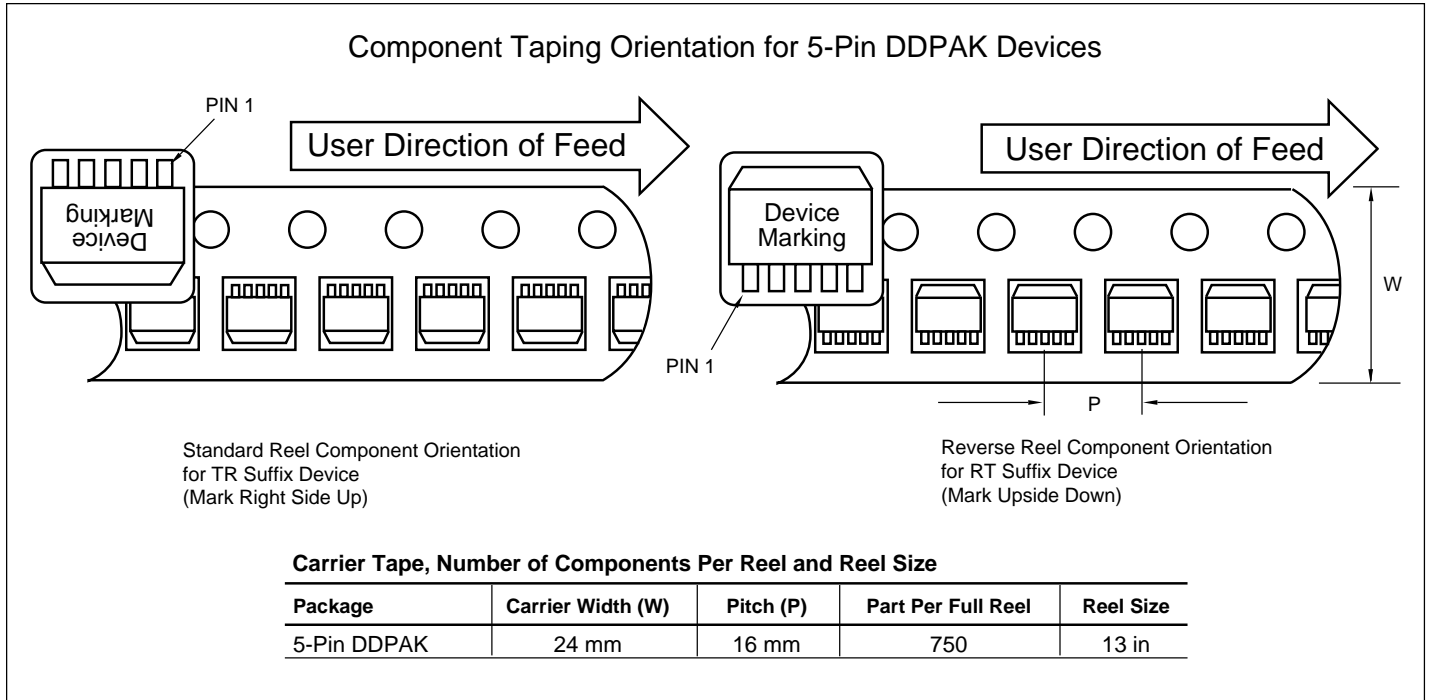 Component Taping Orientation for 5-Pin DDPAK Devices
PIN 1
User Direction of Feed
Device
Marking
Standard Reel Component Orientation
for TR Suffix Device
(Mark Right Side Up)
User Direction of Feed
Device
Marking
PIN 1
W
P
Reverse Reel Component Orientation
for RT Suffix Device
(Mark Upside Down)
Carrier Tape, Number of Components Per Reel and Reel Size
Package Carrier Width (W) Pitch (P) Part Per Full Reel Reel Size
5-Pin DDPAK 24 mm 16 mm 750 13 in